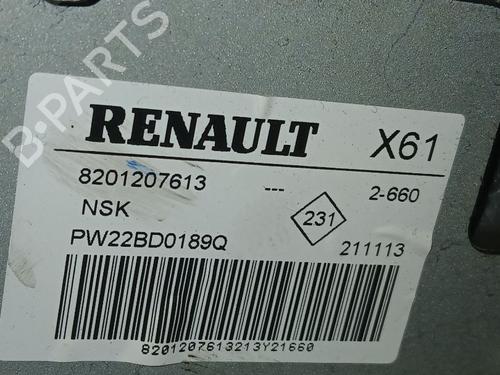 RENAULT X61
8201207613 --- 2-660
NSK 231
PW22BD0189Q 211113
8201207613213Y21660
B-PARTS